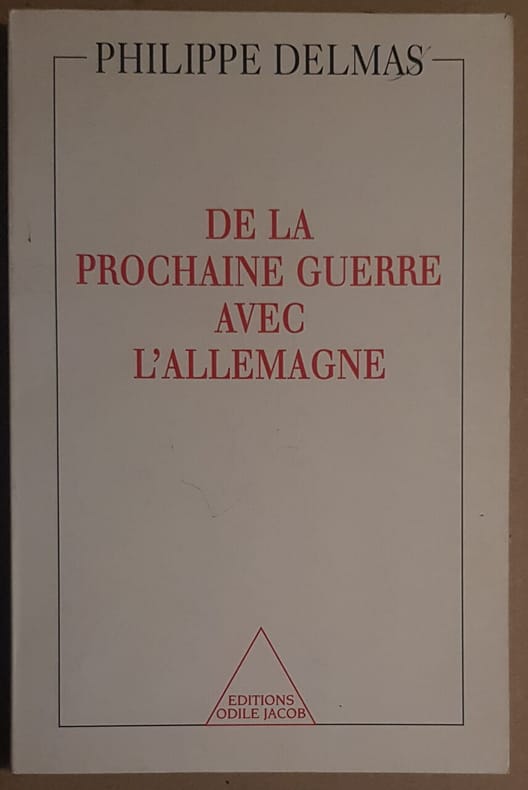 PHILIPPE DELMAS
DE LA
PROCHAINE GUERRE
AVEC
L'ALLEMAGNE
EDITIONS
ODILE JACOB